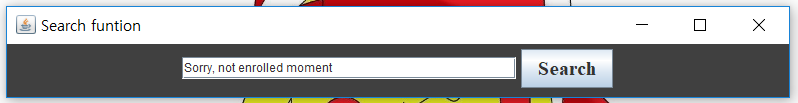 Search funtion
Sorry, not enrolled moment
Search